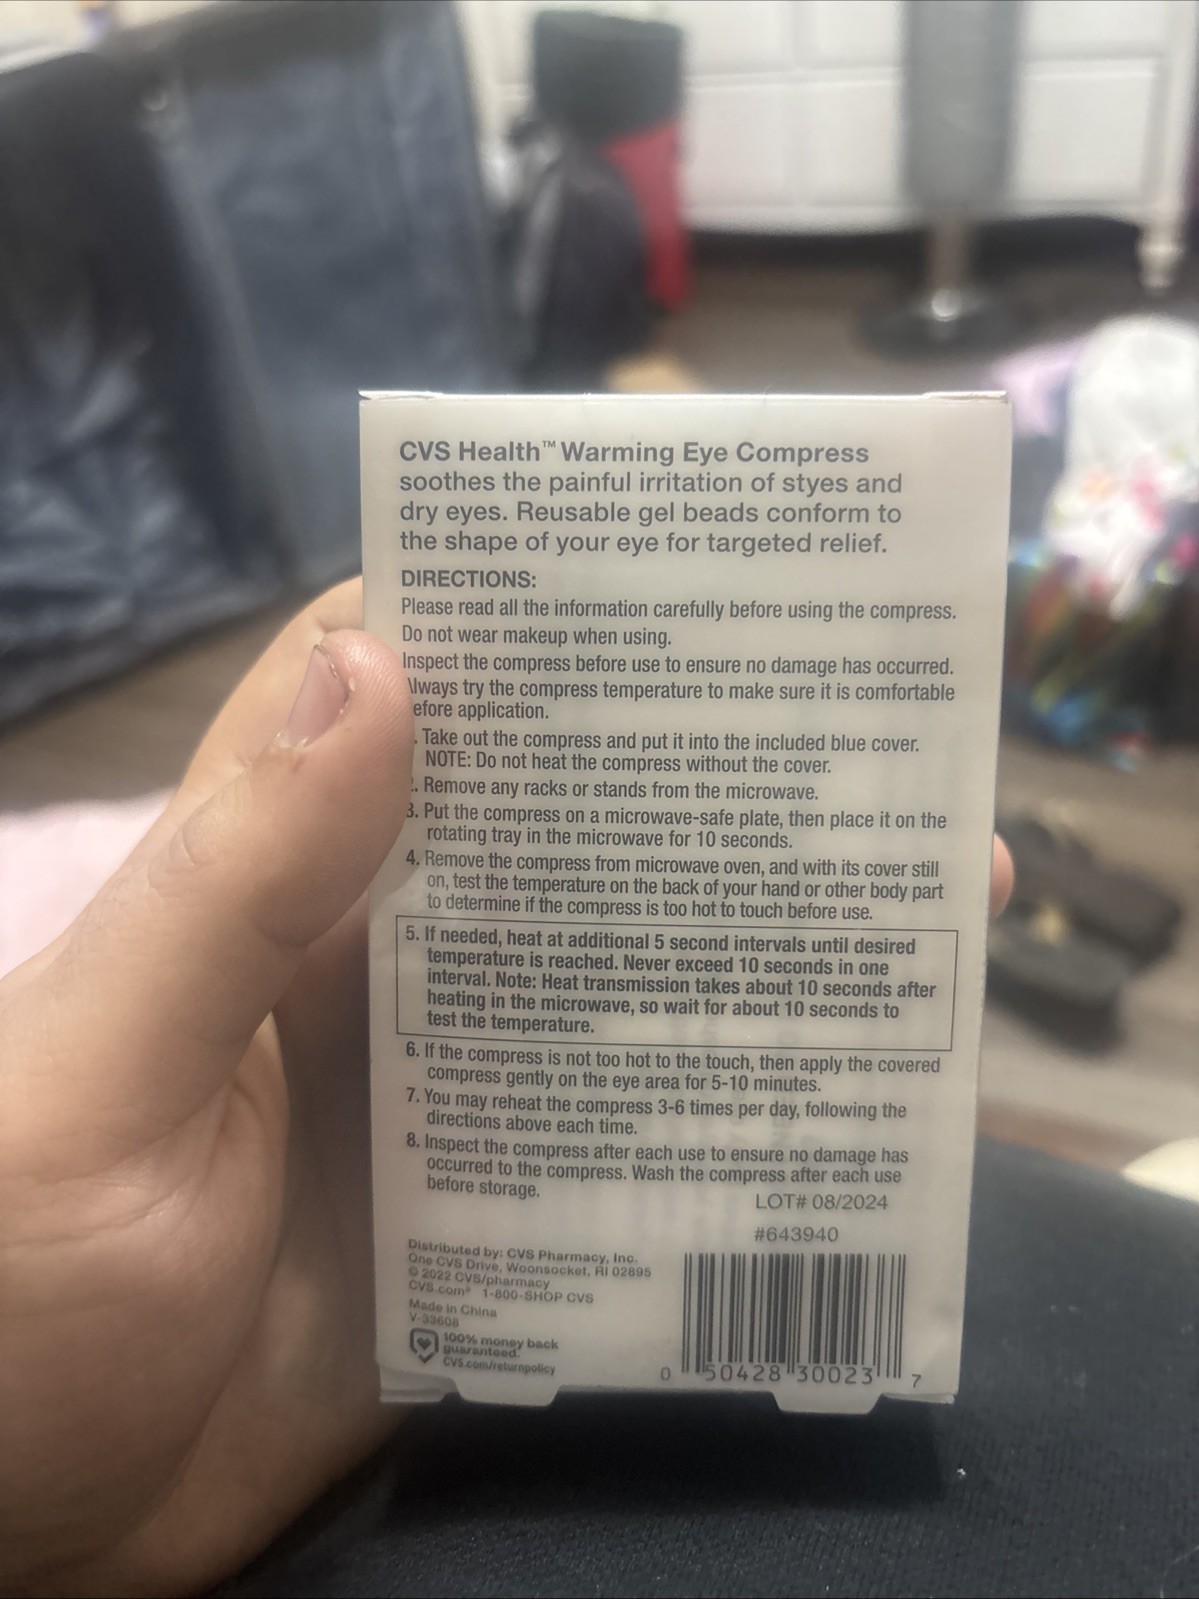 CVS Health™ Warming Eye Compress
soothes the painful irritation of styes and
dry eyes. Reusable gel beads conform to
the shape of your eye for targeted relief.
DIRECTIONS:
Please read all the information carefully before using the compress.
Do not wear makeup when using.
Inspect the compress before use to ensure no damage has occurred.
lways try the compress temperature to make sure it is comfortable
efore application.
. Take out the compress and put it into the included blue cover.
NOTE: Do not heat the compress without the cover.
2. Remove any racks or stands from the microwave.
3. Put the compress on a microwave-safe plate, then place it on the
rotating tray in the microwave for 10 seconds.
4. Remove the compress from microwave oven, and with its cover still
on, test the temperature on the back of your hand or other body part
to determine if the compress is too hot to touch before use.
5. If needed, heat at additional 5 second intervals until desired
temperature is reached. Never exceed 10 seconds in one
interval. Note: Heat transmission takes about 10 seconds after
heating in the microwave, so wait for about 10 seconds to
test the temperature.
6. If the compress is not too hot to the touch, then apply the covered
compress gently on the eye area for 5-10 minutes.
7. You may reheat the compress 3-6 times per day, following the
directions above each time.
8. Inspect the compress after each use to ensure no damage has
occurred to the compress. Wash the compress after each use
before storage.
LOT# 08/2024
#643940
Distributed by: CVS Pharmacy, Inc.
One CVS Drive, Woonsocket, RI 02895
© 2022 CVS/pharmacy
CVS.com® 1-800-SHOP CVS
Made in China
V-33608
100% money back
guaranteed.
CVS.com/returnpolicy
0 50428 30023 7